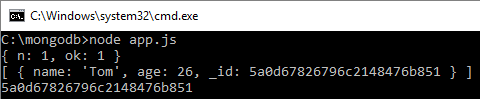 C:\Windows\system32\cmd.exe
C:\mongodb>node app.js
{ n: 1, ok: 1 }
[ { name: 'Tom', age: 26, _id: 5a0d67826796c2148476b851 } ]
5a0d67826796c2148476b851